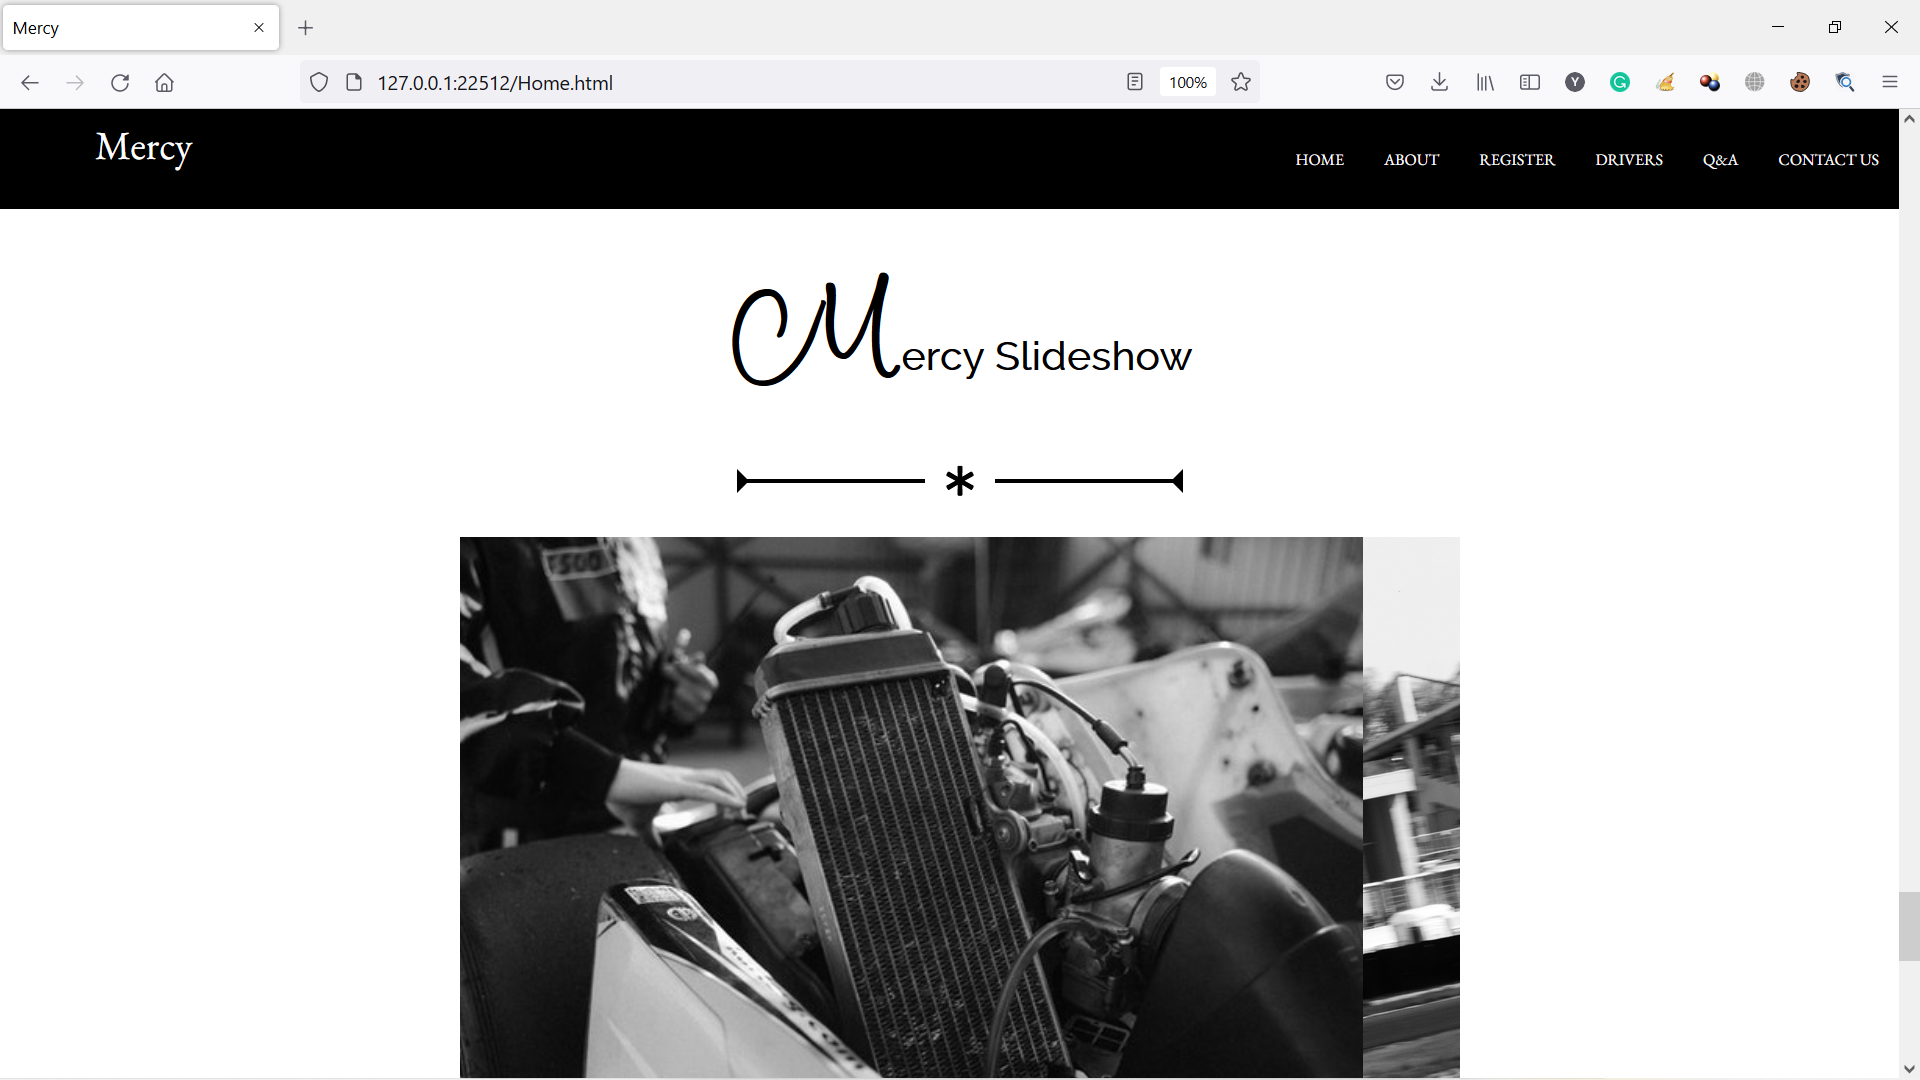 Mercy
127.0.0.1:22512/Home.html
100%
Mercy
HOME ABOUT REGISTER DRIVERS Q&A CONTACT US
Mercy Slideshow